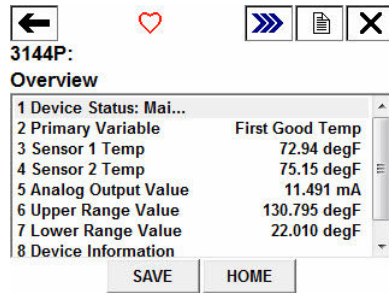 3144P:
Overview
1 Device Status: Mai...
2 Primary Variable First Good Temp
3 Sensor 1 Temp 72.94 degF
4 Sensor 2 Temp 75.15 degF
5 Analog Output Value 11.491 mA
6 Upper Range Value 130.795 degF
7 Lower Range Value 22.010 degF
8 Device Information
SAVE HOME